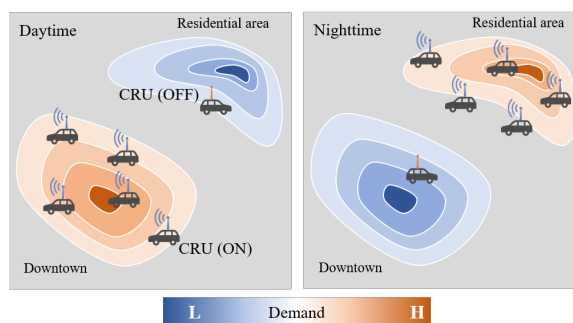 Daytime
Residential area
CRU (OFF)
CRU (ON)
Downtown
Nighttime
Residential area
Downtown
L Demand H